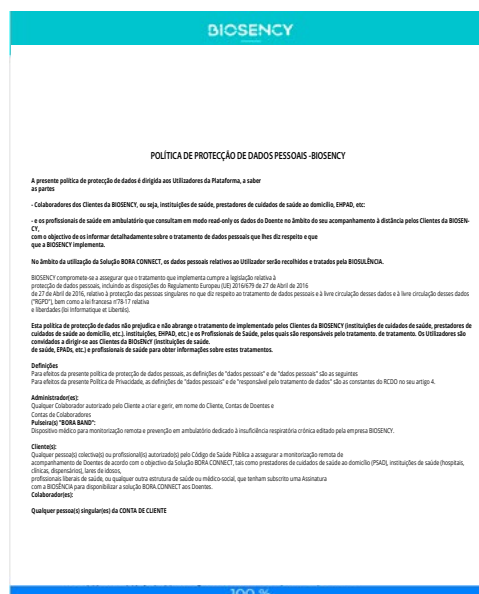 BIOSENCY
POLÍTICA DE PROTECÇÃO DE DADOS PESSOAIS -BIOSENCY
A presente política de protecção de dados é dirigida aos Utilizadores da Plataforma, a saber
as partes
- Colaboradores dos Clientes da BIOSENCY, ou seja, instituições de saúde, prestadores de cuidados de saúde ao domicílio, EHPAD, etc:
- e os profissionais de saúde em ambulatório que consultam em modo read-only os dados do Doente no âmbito do seu acompanhamento à distância pelos Clientes da BIOSEN-
CY,
com o objectivo de os informar detalhadamente sobre o tratamento de dados pessoais que lhes diz respeito e que
que a BIOSENCY implementa.
No âmbito da utilização da Solução BORA CONNECT, os dados pessoais relativos ao Utilizador serão recolhidos e tratados pela BIOSULÊNCIA.
BIOSENCY compromete-se a assegurar que o tratamento que implementa cumpre a legislação relativa à
protecção de dados pessoais, incluindo as disposições do Regulamento Europeu (UE) 2016/679 de 27 de Abril de 2016
de 27 de Abril de 2016, relativo à protecção das pessoas singulares no que diz respeito ao tratamento de dados pessoais e à livre circulação desses dados e à livre circulação desses dados
("RGPD"), bem como a lei francesa n°78-17 relativa
e liberdades (loi Informatique et Libertés).
Esta política de protecção de dados não prejudica e não abrange o tratamento de implementado pelos Clientes da BIOSENCY (instituições de cuidados de saúde, prestadores de
cuidados de saúde ao domicílio, etc.). instituições, EHPAD, etc.) e os Profissionais de Saúde, pelos quais são responsáveis pelo tratamento. de tratamento. Os Utilizadores são
convidados a dirigir-se aos Clientes da BIOSENCY (instituições de saúde.
de saúde, EPADs, etc.) e profissionais de saúde para obter informações sobre estes tratamentos.
Definições
Para efeitos da presente política de protecção de dados pessoais, as definições de "dados pessoais" e de "dados pessoais" são as seguintes
Para efeitos da presente Política de Privacidade, as definições de "dados pessoais" e de "responsável pelo tratamento de dados" são as constantes do RCDO no seu artigo 4.
Administrador(es):
Qualquer Colaborador autorizado pelo Cliente a criar e gerir, em nome do Cliente, Contas de Doentes e
Contas de Colaboradores
Pulseira(s) "BORA BAND":
Dispositivo médico para monitorização remota e prevenção em ambulatório dedicado à insuficiência respiratória crónica editado pela empresa BIOSENCY.
Cliente(s):
Qualquer pessoa(s) colectiva(s) ou profissional(is) autorizado(s) pelo Código de Saúde Pública a assegurar a monitorização remota de
acompanhamento de Doentes de acordo com o objectivo da Solução BORA CONNECT, tais como prestadores de cuidados de saúde ao domicílio (PSAD), instituições de saúde (hospitais,
clínicas, dispensários), lares de idosos,
profissionais liberais de saúde, ou qualquer outra estrutura de saúde ou médico-social, que tenham subscrito uma Assinatura
com a BIOSÊNCIA para disponibilizar a solução BORA.CONNECT aos Doentes.
Colaborador(es):
Qualquer pessoa(s) singular(es) da CONTA DE CLIENTE
100 %